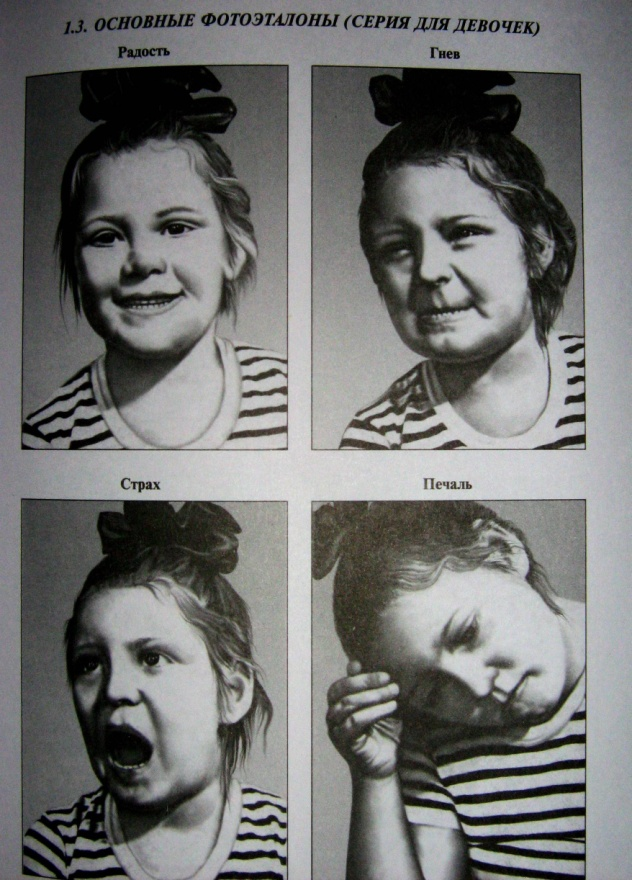 1.3. ОСНОВНЫЕ ФОТОЭТАЛОНЫ (СЕРИЯ ДЛЯ ДЕВОЧЕК)
Радость
Гнев
Страх
Печаль